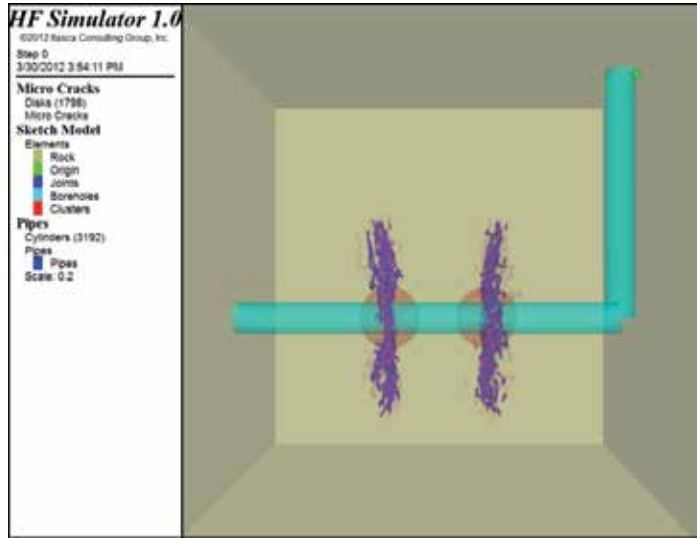 HF Simulator 1.0
©2012 Itasca Consulting Group, Inc.
Step 0
3/30/2012 3:54:11 PM
Micro Cracks
Disks (1798)
Micro Cracks
Sketch Model
Elements
Rock
Origin
Joints
Boreholes
Clusters
Pipes
Cylinders (3192)
Pipes
Pipes
Scale: 0.2